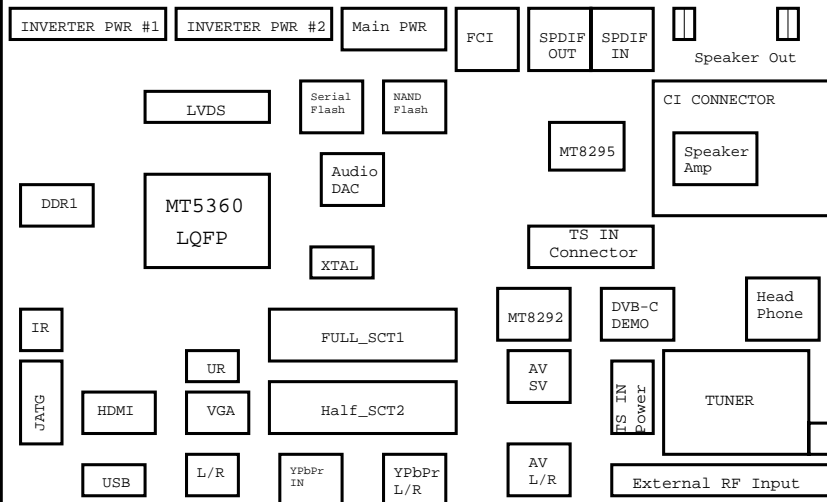 INVERTER PWR #1
INVERTER PWR #2
Main PWR
FCI
SPDIF
OUT
SPDIF
IN
Speaker Out
LVDS
Serial
Flash
NAND
Flash
CI CONNECTOR
MT8295
Speaker
Amp
Audio
DAC
DDR1
MT5360
LQFP
TS IN
Connector
XTAL
IR
FULL_SCT1
MT8292
DVB-C
DEMO
Head
Phone
UR
AV
SV
JATG
HDMI
VGA
Half_SCT2
TS IN
Power
TUNER
USB
L/R
YPbPr
IN
YPbPr
L/R
AV
L/R
External RF Input